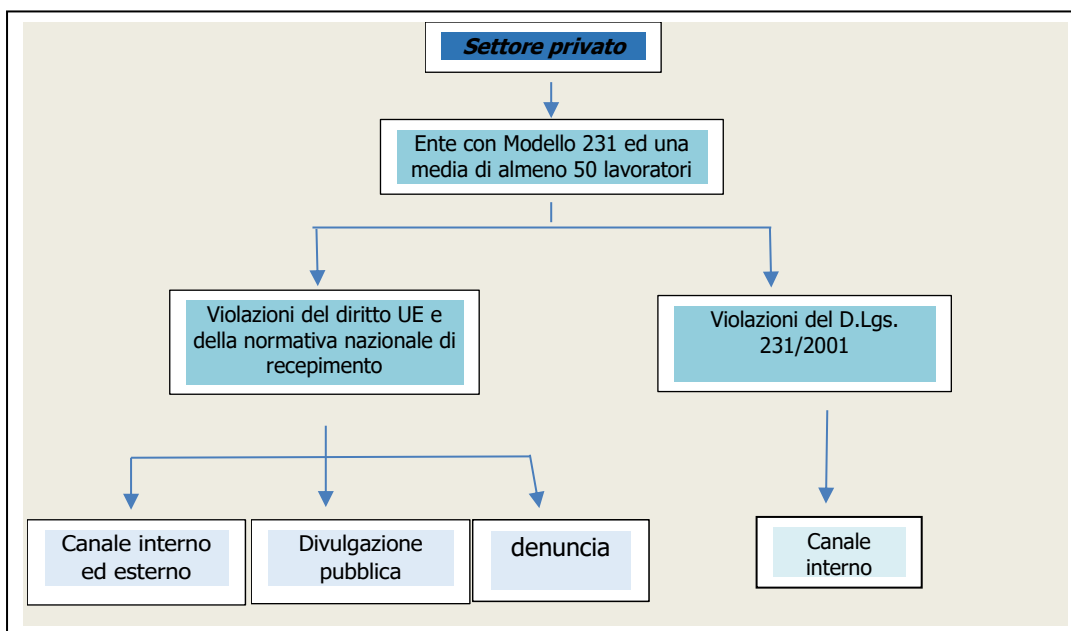 Settore privato
Ente con Modello 231 ed una
media di almeno 50 lavoratori
Violazioni del diritto UE e
della normativa nazionale di
recepimento
Violazioni del D.Lgs.
231/2001
Canale interno
ed esterno
Divulgazione
pubblica
denuncia
Canale
interno